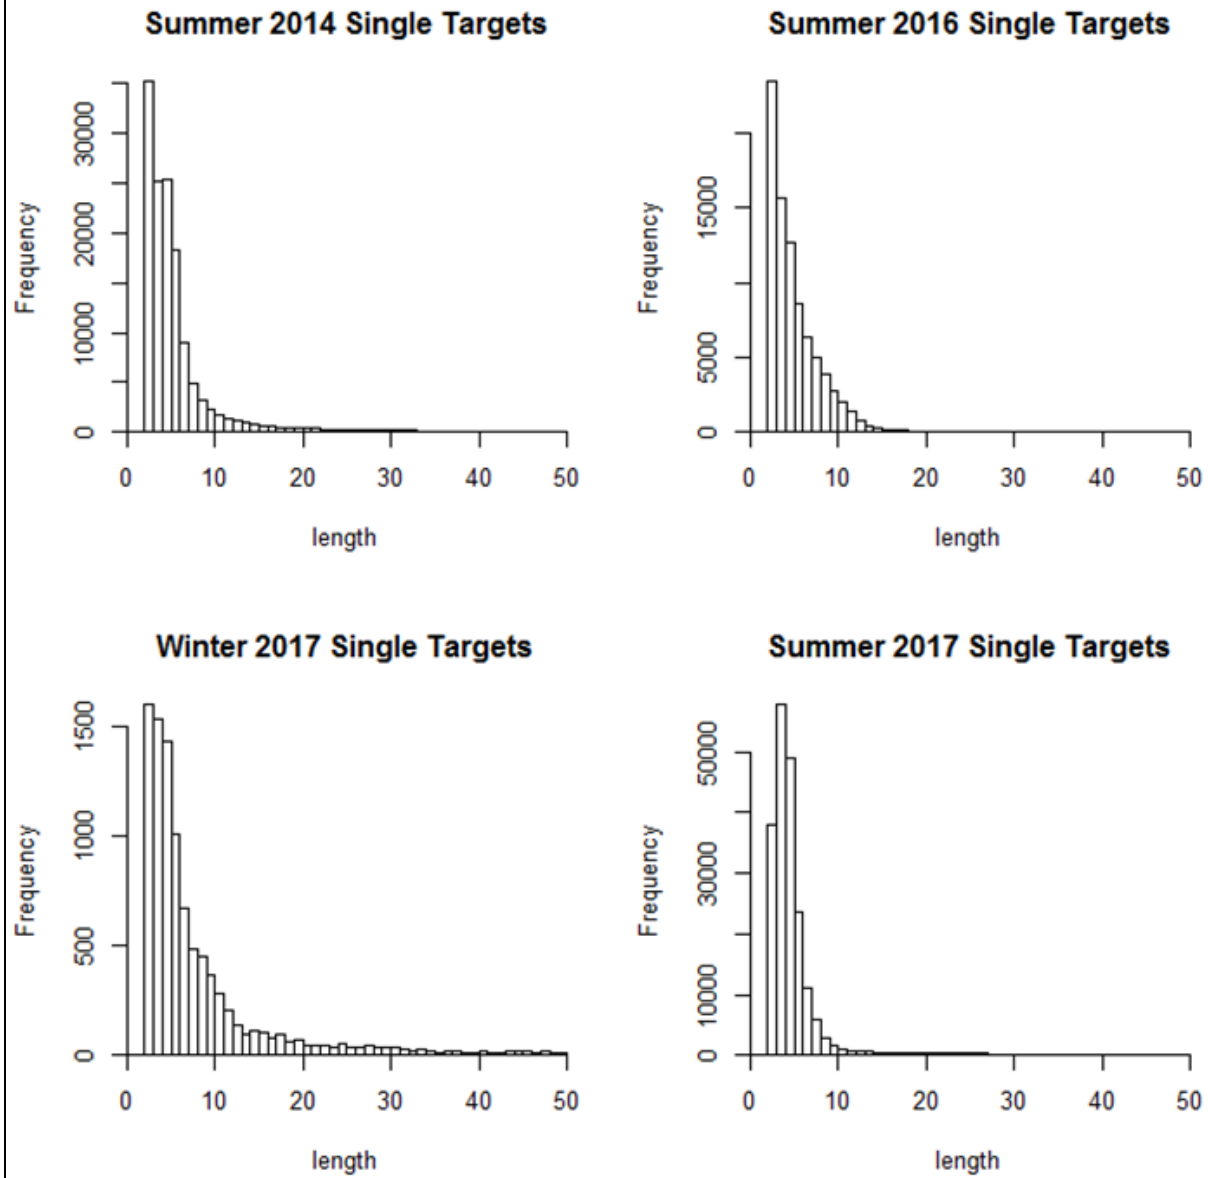 Summer 2014 Single Targets
Frequency
0
10000
20000
30000
0 10 20 30 40 50
length
Summer 2016 Single Targets
Frequency
0
5000
15000
0 10 20 30 40 50
length
Winter 2017 Single Targets
Frequency
0
500
1000
1500
0 10 20 30 40 50
length
Summer 2017 Single Targets
Frequency
0
10000
30000
50000
0 10 20 30 40 50
length